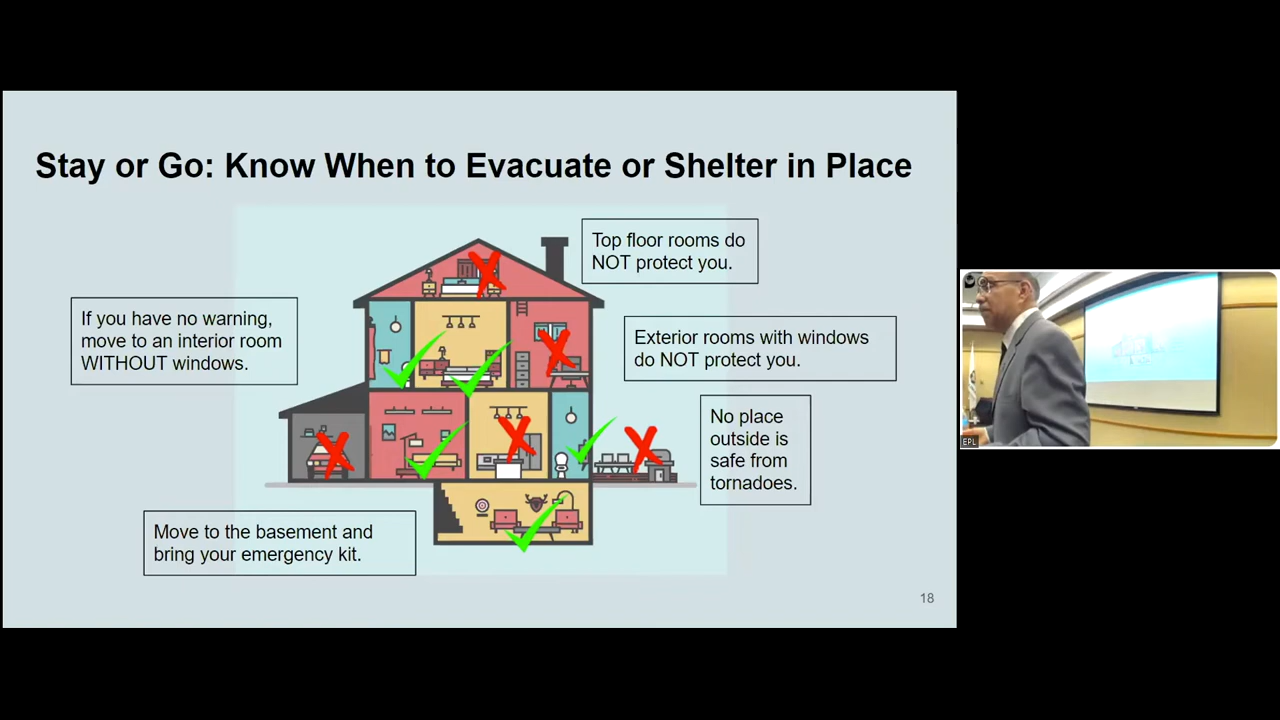 Stay or Go: Know When to Evacuate or Shelter in Place
Top floor rooms do
NOT protect you.
If you have no warning,
move to an interior room
WITHOUT windows.
Exterior rooms with windows
do NOT protect you.
No place
outside is
safe from
tornadoes.
Move to the basement and
bring your emergency kit.
18
EPL